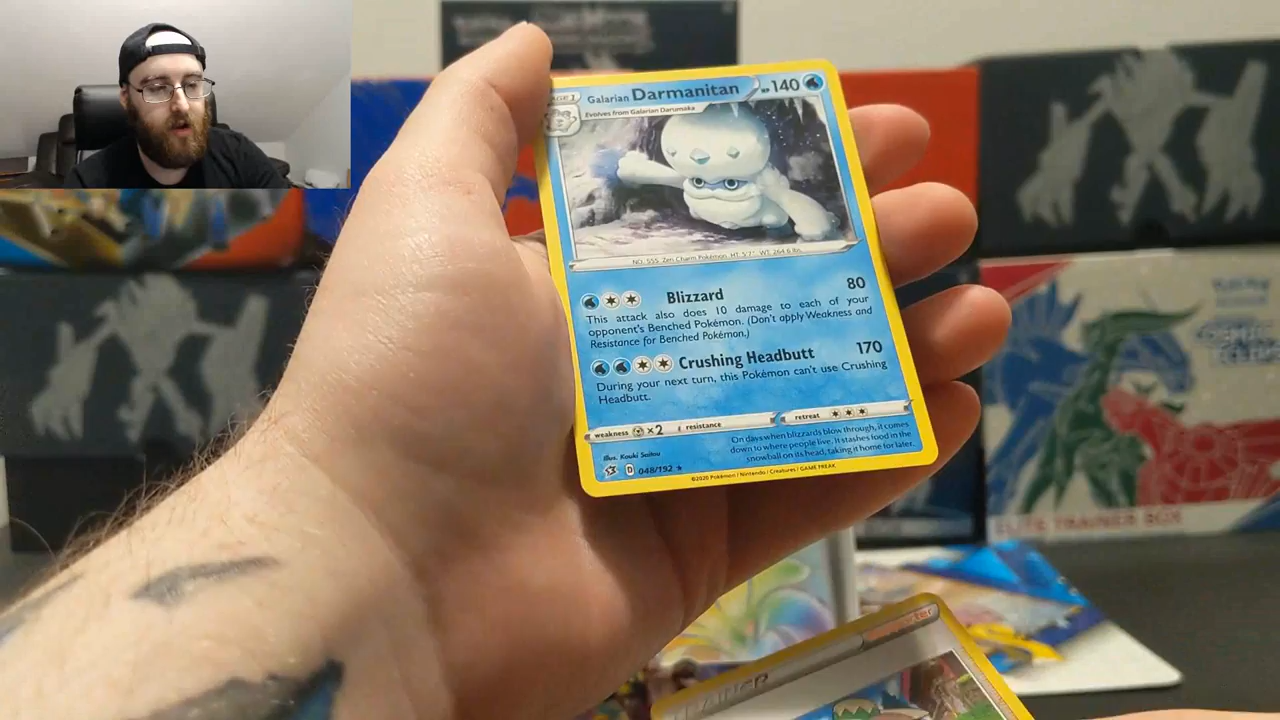 STAGE 1
Galarian Darmanitan HP 140
Evolves from Galarian Darumaka
NO. 555 Zen Charm Pokémon HT: 5'7" WT: 264.6 lbs.
Blizzard 80
This attack also does 10 damage to each of your
opponent's Benched Pokémon. (Don't apply Weakness and
Resistance for Benched Pokémon.)
Crushing Headbutt 170
During your next turn, this Pokémon can't use Crushing
Headbutt.
weakness ×2 resistance retreat
On days when blizzards blow through, it comes
down to where people live. It stashes food in the
snowball on its head, taking it home for later.
Illus. Kouki Saitou
D 048/192 ★
©2020 Pokémon / Nintendo / Creatures / GAME FREAK
TRAINER
ELITE TRAINER BOX